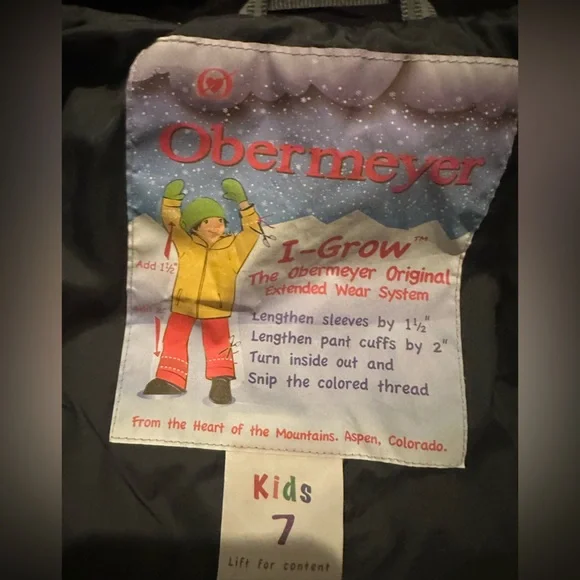 Obermeyer
I-Grow™
The Obermeyer Original
Extended Wear System
Add 1½"
Lengthen sleeves by 1½"
Lengthen pant cuffs by 2"
Turn inside out and
Snip the colored thread
From the Heart of the Mountains. Aspen, Colorado.
Kids
7
Lift for content